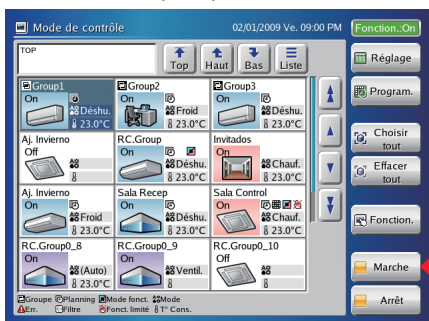 Mode de contrôle
02/01/2009 Ve. 09:00 PM
Fonction.:On
TOP
Top
Haut
Bas
Liste
Réglage
Program.
Choisir tout
Effacer tout
Fonction.
Marche
Arrêt
Group1
On
Déshu.
23.0°C
Group2
On
Froid
23.0°C
Group3
On
Déshu.
23.0°C
Aj. Invierno
Off
RC.Group
On
Déshu.
23.0°C
Invitados
On
Chauf.
23.0°C
Aj. Invierno
On
Froid
23.0°C
Sala Recep
On
Déshu.
23.0°C
Sala Control
On
Chauf.
23.0°C
RC.Group0_8
On
(Auto)
23.0°C
RC.Group0_9
On
Ventil.
RC.Group0_10
Off
Groupe Planning Mode fonct. Mode
Err. Filtre Fonct. limité T° Cons.